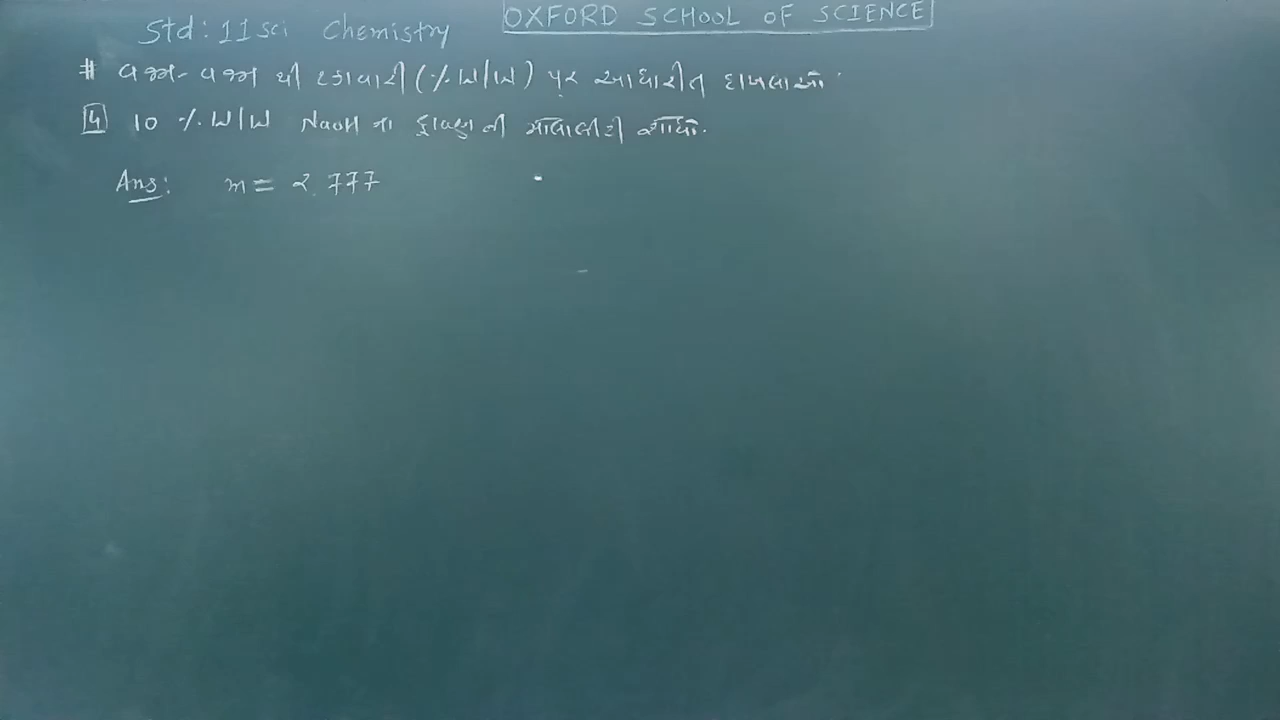 OXFORD SCHOOL OF SCIENCE
Std: 11 sci Chemistry
# વજન-વજન થી ટકાવારી (% W/W) પર આધારીત દાખલાઓ
4 10 % W/W NaOH ના દ્રાવણ ની મોલાલીટી શોધો.
Ans: m = 2.777